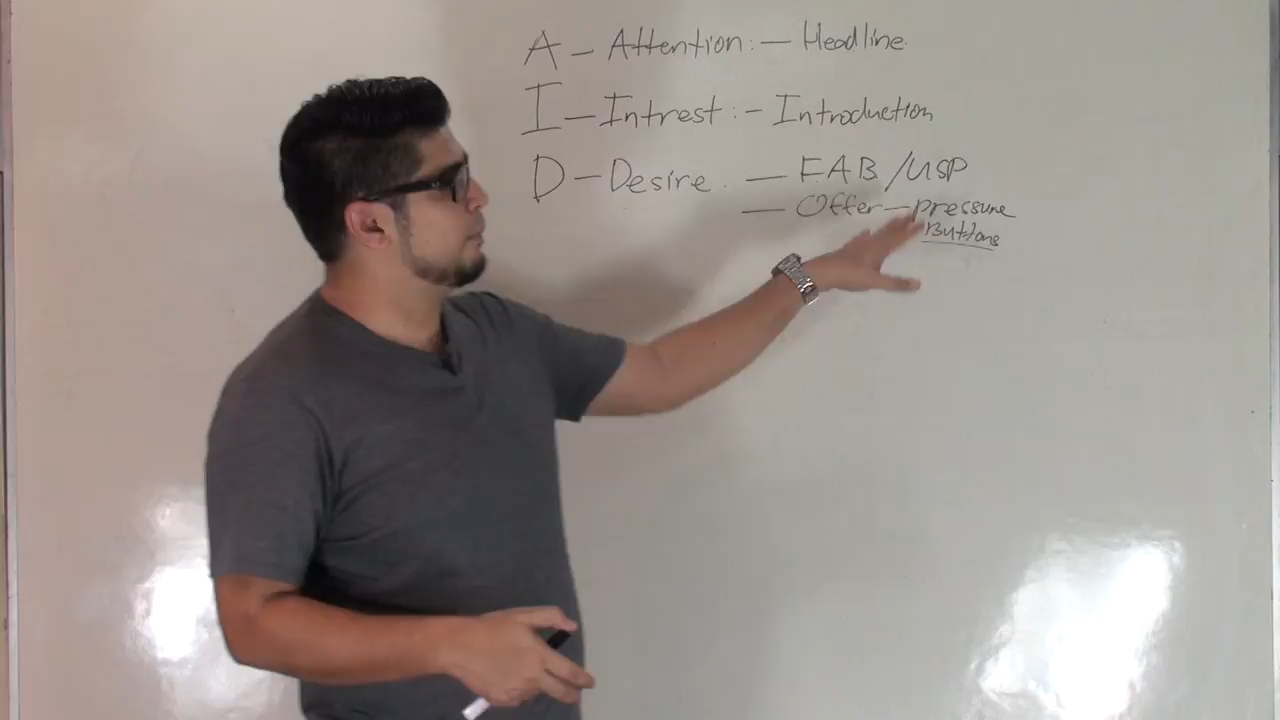 A – Attention: – Headline.
I – Intrest: – Introduction
D – Desire. – FAB/USP
– Offer – pressure
Buttons